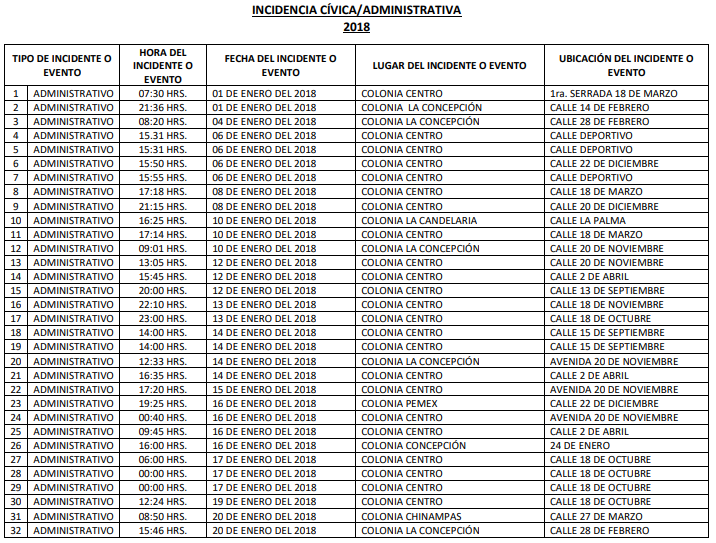 INCIDENCIA CÍVICA/ADMINISTRATIVA
2018
TIPO DE INCIDENTE O EVENTO HORA DEL INCIDENTE O EVENTO FECHA DEL INCIDENTE O EVENTO LUGAR DEL INCIDENTE O EVENTO UBICACIÓN DEL INCIDENTE O EVENTO
1 ADMINISTRATIVO 07:30 HRS. 01 DE ENERO DEL 2018 COLONIA CENTRO 1ra. SERRADA 18 DE MARZO
2 ADMINISTRATIVO 21:36 HRS. 01 DE ENERO DEL 2018 COLONIA LA CONCEPCIÓN CALLE 14 DE FEBRERO
3 ADMINISTRATIVO 08:20 HRS. 04 DE ENERO DEL 2018 COLONIA LA CONCEPCIÓN CALLE 28 DE FEBRERO
4 ADMINISTRATIVO 15.31 HRS. 06 DE ENERO DEL 2018 COLONIA CENTRO CALLE DEPORTIVO
5 ADMINISTRATIVO 15:31 HRS. 06 DE ENERO DEL 2018 COLONIA CENTRO CALLE DEPORTIVO
6 ADMINISTRATIVO 15:50 HRS. 06 DE ENERO DEL 2018 COLONIA CENTRO CALLE 22 DE DICIEMBRE
7 ADMINISTRATIVO 15:55 HRS. 06 DE ENERO DEL 2018 COLONIA CENTRO CALLE DEPORTIVO
8 ADMINISTRATIVO 17:18 HRS. 08 DE ENERO DEL 2018 COLONIA CENTRO CALLE 18 DE MARZO
9 ADMINISTRATIVO 21:15 HRS. 08 DE ENERO DEL 2018 COLONIA CENTRO CALLE 20 DE DICIEMBRE
10 ADMINISTRATIVO 16:25 HRS. 10 DE ENERO DEL 2018 COLONIA LA CANDELARIA CALLE LA PALMA
11 ADMINISTRATIVO 17:14 HRS. 10 DE ENERO DEL 2018 COLONIA CENTRO CALLE 18 DE MARZO
12 ADMINISTRATIVO 09:01 HRS. 10 DE ENERO DEL 2018 COLONIA LA CONCEPCIÓN CALLE 20 DE NOVIEMBRE
13 ADMINISTRATIVO 13:05 HRS. 12 DE ENERO DEL 2018 COLONIA CENTRO CALLE 20 DE NOVIEMBRE
14 ADMINISTRATIVO 15:45 HRS. 12 DE ENERO DEL 2018 COLONIA CENTRO CALLE 2 DE ABRIL
15 ADMINISTRATIVO 20:00 HRS. 12 DE ENERO DEL 2018 COLONIA CENTRO CALLE 13 DE SEPTIEMBRE
16 ADMINISTRATIVO 22:10 HRS. 13 DE ENERO DEL 2018 COLONIA CENTRO CALLE 18 DE NOVIEMBRE
17 ADMINISTRATIVO 23:00 HRS. 13 DE ENERO DEL 2018 COLONIA CENTRO CALLE 18 DE OCTUBRE
18 ADMINISTRATIVO 14:00 HRS. 14 DE ENERO DEL 2018 COLONIA CENTRO CALLE 15 DE SEPTIEMBRE
19 ADMINISTRATIVO 14:00 HRS. 14 DE ENERO DEL 2018 COLONIA CENTRO CALLE 15 DE SEPTIEMBRE
20 ADMINISTRATIVO 12:33 HRS. 14 DE ENERO DEL 2018 COLONIA LA CONCEPCIÓN AVENIDA 20 DE NOVIEMBRE
21 ADMINISTRATIVO 16:35 HRS. 14 DE ENERO DEL 2018 COLONIA CENTRO CALLE 2 DE ABRIL
22 ADMINISTRATIVO 17:20 HRS. 15 DE ENERO DEL 2018 COLONIA CENTRO AVENIDA 20 DE NOVIEMBRE
23 ADMINISTRATIVO 19:25 HRS. 16 DE ENERO DEL 2018 COLONIA PEMEX CALLE 22 DE DICIEMBRE
24 ADMINISTRATIVO 00:40 HRS. 16 DE ENERO DEL 2018 COLONIA CENTRO AVENIDA 20 DE NOVIEMBRE
25 ADMINISTRATIVO 09:45 HRS. 16 DE ENERO DEL 2018 COLONIA CENTRO CALLE 2 DE ABRIL
26 ADMINISTRATIVO 16:00 HRS. 16 DE ENERO DEL 2018 COLONIA CONCEPCIÓN 24 DE ENERO
27 ADMINISTRATIVO 06:00 HRS. 17 DE ENERO DEL 2018 COLONIA CENTRO CALLE 18 DE OCTUBRE
28 ADMINISTRATIVO 00:00 HRS. 17 DE ENERO DEL 2018 COLONIA CENTRO CALLE 18 DE OCTUBRE
29 ADMINISTRATIVO 00:00 HRS. 17 DE ENERO DEL 2018 COLONIA CENTRO CALLE 18 DE OCTUBRE
30 ADMINISTRATIVO 12:24 HRS. 19 DE ENERO DEL 2018 COLONIA CENTRO CALLE 18 DE OCTUBRE
31 ADMINISTRATIVO 08:50 HRS. 20 DE ENERO DEL 2018 COLONIA CHINAMPAS CALLE 27 DE MARZO
32 ADMINISTRATIVO 15:46 HRS. 20 DE ENERO DEL 2018 COLONIA LA CONCEPCIÓN CALLE 28 DE FEBRERO